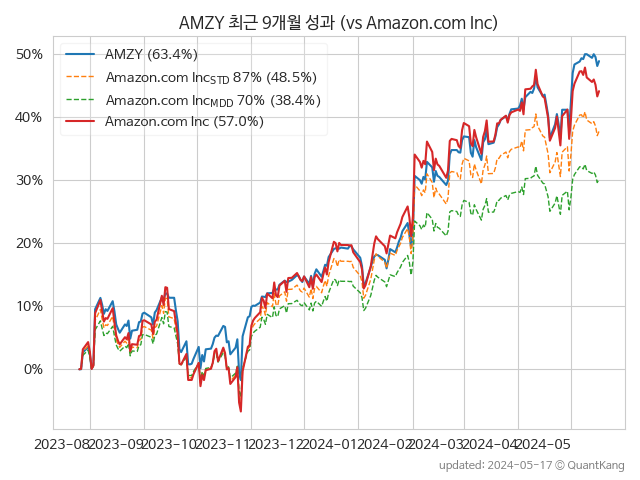 AMZY 최근 9개월 성과 (vs Amazon.com Inc)
AMZY (63.4%)
Amazon.com Inc_STD 87% (48.5%)
Amazon.com Inc_MDD 70% (38.4%)
Amazon.com Inc (57.0%)
50%
40%
30%
20%
10%
0%
2023-08 2023-09 2023-10 2023-11 2023-12 2024-01 2024-02 2024-03 2024-04 2024-05
updated: 2024-05-17 © QuantKang